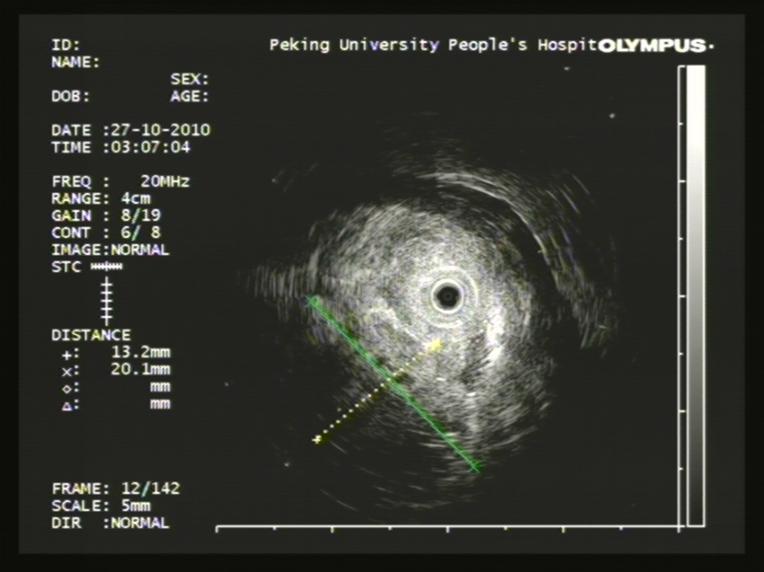 ID:
Peking University People's Hospit OLYMPUS
NAME:
SEX:
DOB: AGE:
DATE :27-10-2010
TIME :03:07:04
FREQ : 20MHz
RANGE: 4cm
GAIN : 8/19
CONT : 6/ 8
IMAGE:NORMAL
STC
DISTANCE
+: 13.2mm
×: 20.1mm
◇: mm
△: mm
FRAME: 12/142
SCALE: 5mm
DIR :NORMAL